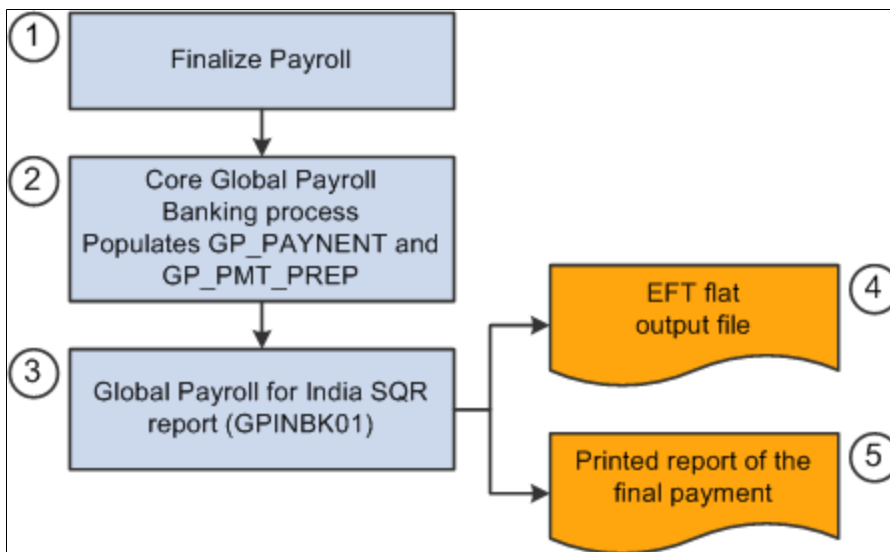 1
Finalize Payroll
2
Core Global Payroll
Banking process
Populates GP_PAYNENT and
GP_PMT_PREP
3
Global Payroll for India SQR
report (GPINBK01)
4
EFT flat
output file
5
Printed report of the
final payment